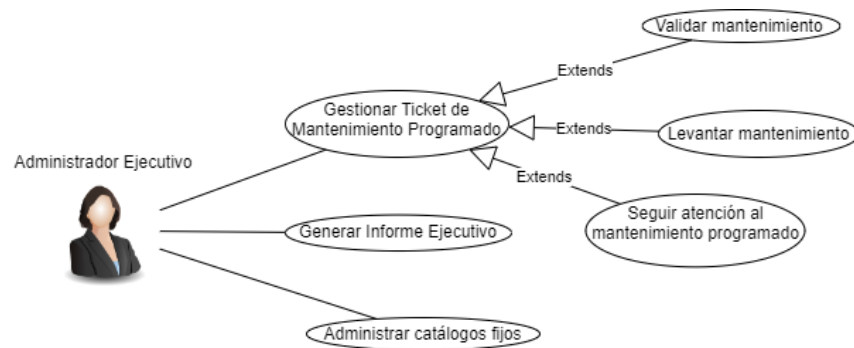 Validar mantenimiento
Extends
Gestionar Ticket de
Mantenimiento Programado
Extends
Levantar mantenimiento
Administrador Ejecutivo
Extends
Seguir atención al
mantenimiento programado
Generar Informe Ejecutivo
Administrar catálogos fijos